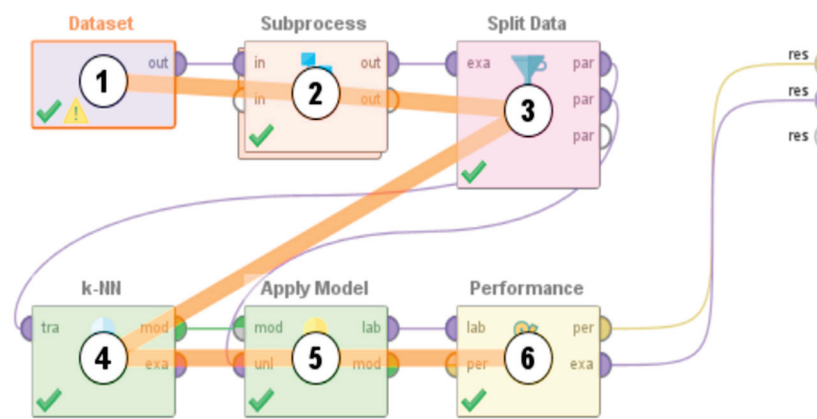 Dataset
Subprocess
Split Data
out
in
out
exa
par
res
1
in
2
out
3
par
res
par
res
k-NN
Apply Model
Performance
tra
mod
mod
lab
lab
per
4
exa
unl
5
mod
per
6
exa